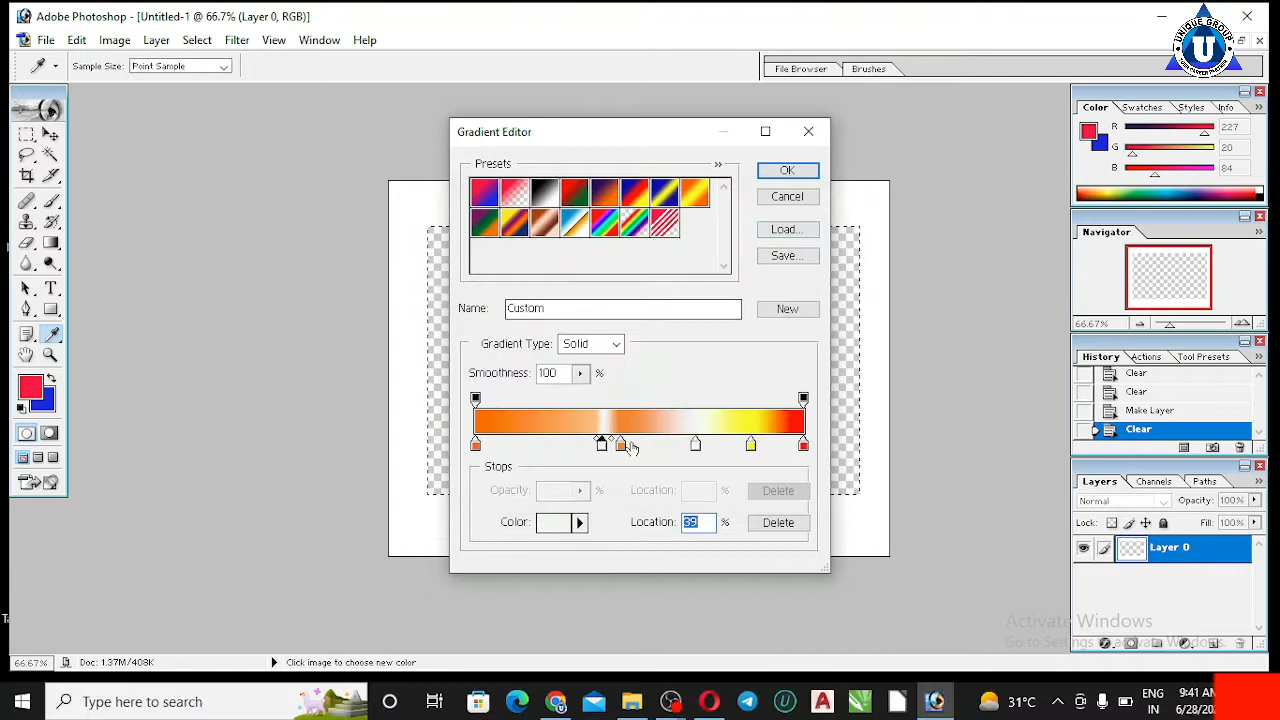 Adobe Photoshop - [Untitled-1 @ 66.7% (Layer 0, RGB)]
UNIQUE GROUP
U
YOUR CAREER PARTNER
File Edit Image Layer Select Filter View Window Help
Sample Size: Point Sample
File Browser Brushes
Color Swatches Styles Info
R 227
G 20
B 84
Gradient Editor
Presets
OK
Cancel
Load...
Save...
Name: Custom New
Gradient Type: Solid
Smoothness: 100 %
Stops
Opacity: % Location: % Delete
Color: Location: 39 % Delete
Navigator
66.67%
History Actions Tool Presets
Clear
Clear
Make Layer
Clear
Layers Channels Paths
Normal Opacity: 100%
Lock: Fill: 100%
Layer 0
Activate Windows
Go to Settings to activate Windows.
66.67% Doc: 1.37M/408K Click image to choose new color
Type here to search
31°C
ENG
IN
9:41 AM